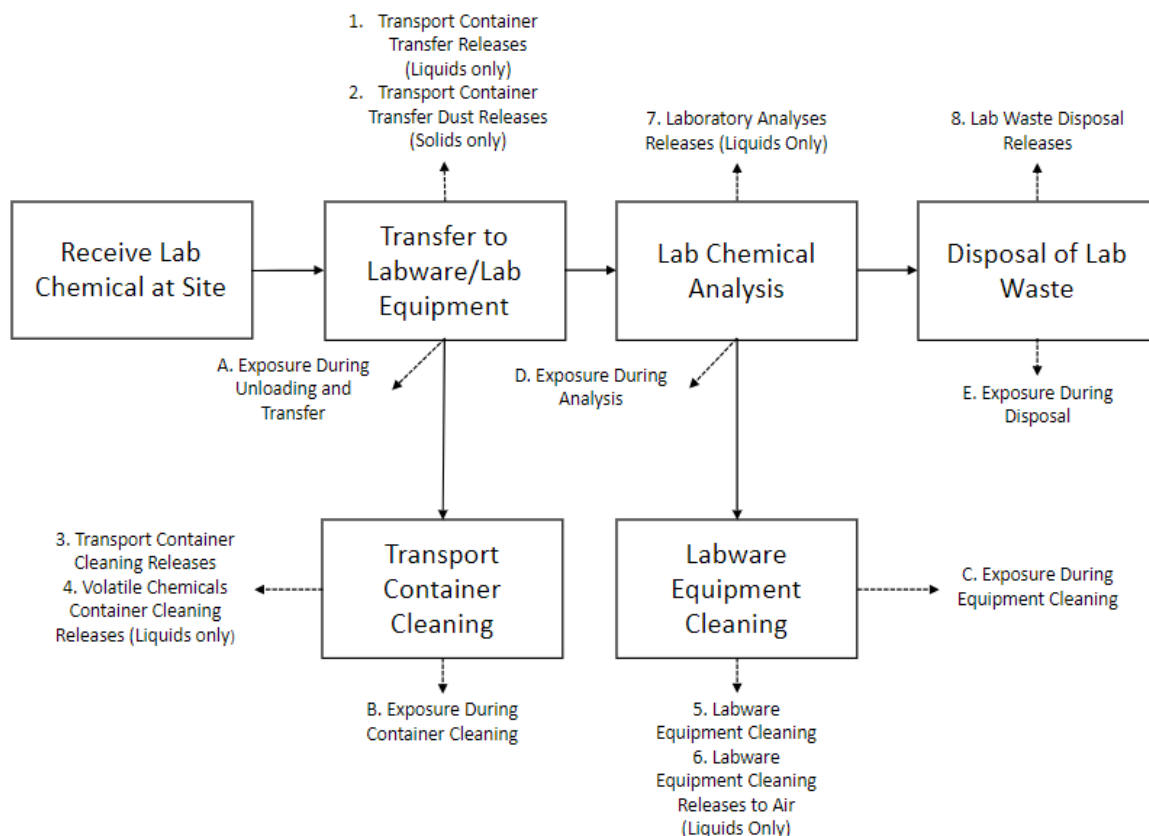 1. Transport Container
Transfer Releases
(Liquids only)
2. Transport Container
Transfer Dust Releases
(Solids only)
7. Laboratory Analyses
Releases (Liquids Only)
8. Lab Waste Disposal
Releases
Receive Lab
Chemical at Site
Transfer to
Labware/Lab
Equipment
Lab Chemical
Analysis
Disposal of Lab
Waste
A. Exposure During
Unloading and
Transfer
D. Exposure During
Analysis
E. Exposure During
Disposal
3. Transport Container
Cleaning Releases
4. Volatile Chemicals
Container Cleaning
Releases (Liquids only)
Transport
Container
Cleaning
Labware
Equipment
Cleaning
C. Exposure During
Equipment Cleaning
B. Exposure During
Container Cleaning
5. Labware
Equipment Cleaning
6. Labware
Equipment Cleaning
Releases to Air
(Liquids Only)